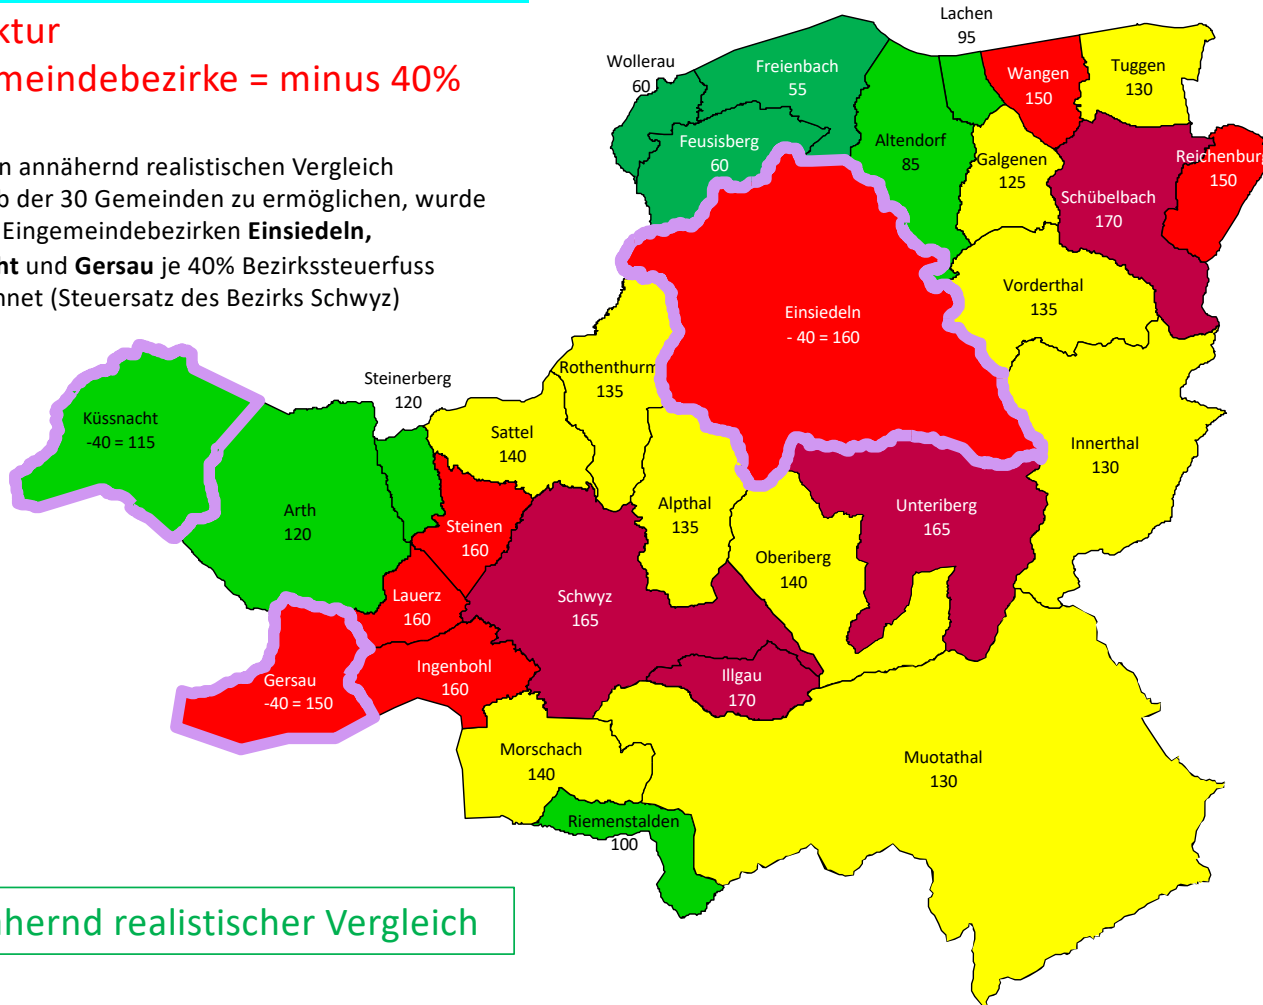 ktur
meindebezirke = minus 40%
n annähernd realistischen Vergleich
b der 30 Gemeinden zu ermöglichen, wurde
Eingemeindebezirken Einsiedeln,
ht und Gersau je 40% Bezirkssteuerfuss
hnet (Steuersatz des Bezirks Schwyz)
Lachen
95
Wollerau
60
Freienbach
55
Wangen
150
Tuggen
130
Feusisberg
60
Altendorf
85
Galgenen
125
Reichenburg
150
Schübelbach
170
Vorderthal
135
Einsiedeln
- 40 = 160
Rothenthurm
135
Steinerberg
120
Küssnacht
-40 = 115
Sattel
140
Innerthal
130
Arth
120
Steinen
160
Alpthal
135
Unteriberg
165
Oberiberg
140
Lauerz
160
Schwyz
165
Ingenbohl
160
Gersau
-40 = 150
Illgau
170
Morschach
140
Muotathal
130
Riemenstalden
100
ähernd realistischer Vergleich